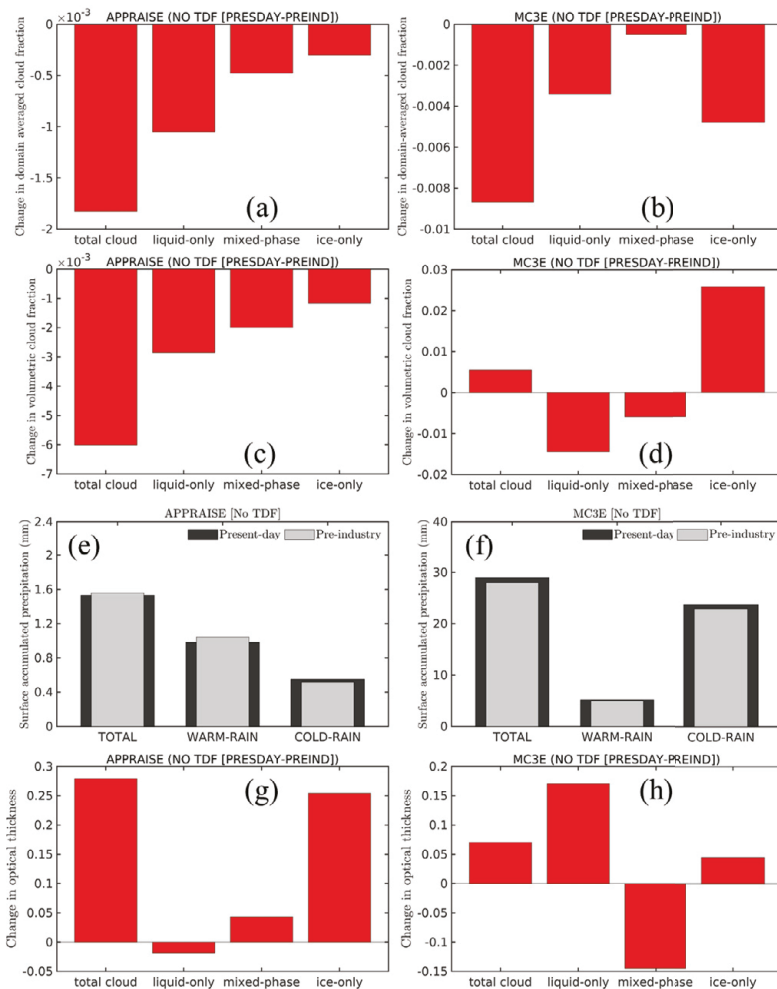 ×10⁻³ APPRAISE (NO TDF [PRESDAY-PREIND])
Change in domain averaged cloud fraction
0
-0.5
-1
-1.5
-2
(a)
total cloud liquid-only mixed-phase ice-only
MC3E (NO TDF [PRESDAY-PREIND])
Change in domain-averaged cloud fraction
0
-0.002
-0.004
-0.006
-0.008
-0.01
(b)
total cloud liquid-only mixed-phase ice-only
×10⁻³ APPRAISE (NO TDF [PRESDAY-PREIND])
Change in volumetric cloud fraction
0
-1
-2
-3
-4
-5
-6
-7
(c)
total cloud liquid-only mixed-phase ice-only
MC3E (NO TDF [PRESDAY-PREIND])
Change in volumetric cloud fraction
0.03
0.02
0.01
0
-0.01
-0.02
(d)
total cloud liquid-only mixed-phase ice-only
APPRAISE [No TDF]
Surface accumulated precipitation (mm)
2.4
2
1.6
1.2
0.8
0.4
0
(e)
Present-day Pre-industry
TOTAL WARM-RAIN COLD-RAIN
MC3E [No TDF]
Surface accumulated precipitation (mm)
40
30
20
10
0
(f)
Present-day Pre-industry
TOTAL WARM-RAIN COLD-RAIN
APPRAISE (NO TDF [PRESDAY-PREIND])
Change in optical thickness
0.3
0.25
0.2
0.15
0.1
0.05
0
-0.05
(g)
total cloud liquid-only mixed-phase ice-only
MC3E (NO TDF [PRESDAY-PREIND])
Change in optical thickness
0.2
0.15
0.1
0.05
0
-0.05
-0.1
-0.15
(h)
total cloud liquid-only mixed-phase ice-only